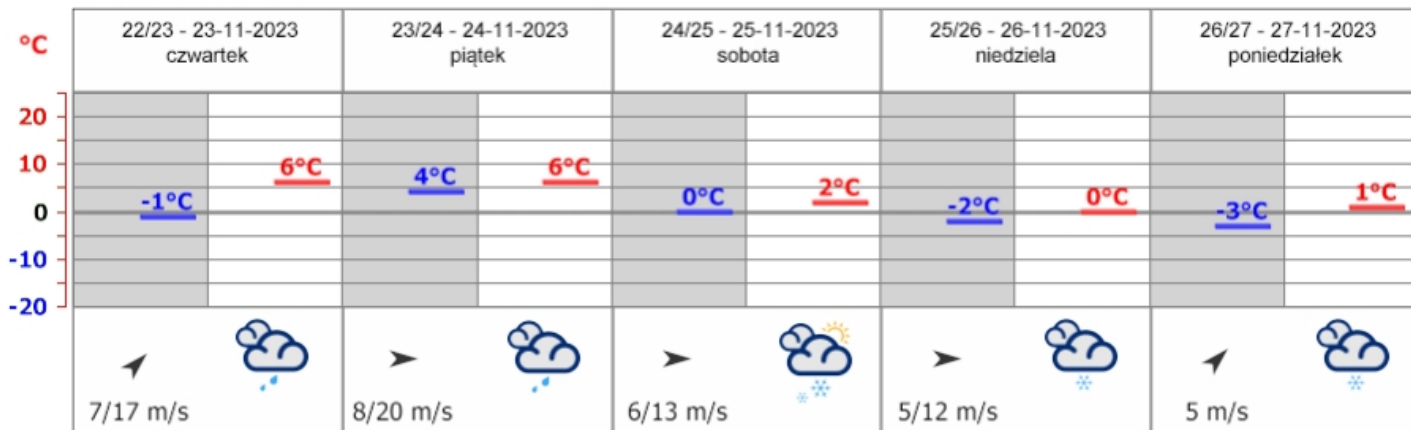 °C
22/23 - 23-11-2023
czwartek
23/24 - 24-11-2023
piątek
24/25 - 25-11-2023
sobota
25/26 - 26-11-2023
niedziela
26/27 - 27-11-2023
poniedziałek
20
10
0
-10
-20
-1°C
6°C
4°C
6°C
0°C
2°C
-2°C
0°C
-3°C
1°C
7/17 m/s
8/20 m/s
6/13 m/s
5/12 m/s
5 m/s